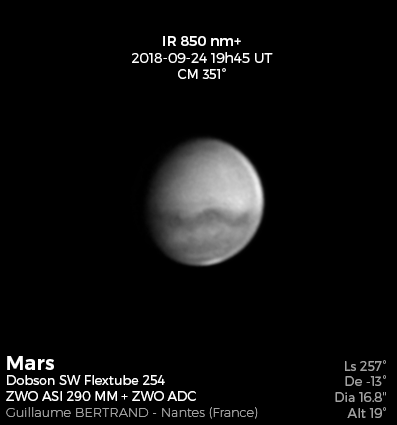 IR 850 nm+
2018-09-24 19h45 UT
CM 351°
Mars
Dobson SW Flextube 254
ZWO ASI 290 MM + ZWO ADC
Guillaume BERTRAND - Nantes (France)
Ls 257°
De -13°
Dia 16.8"
Alt 19°